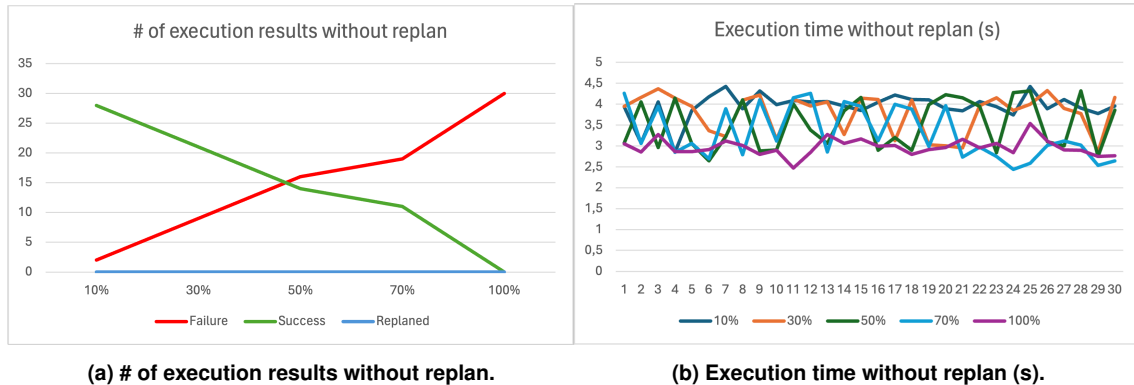 # of execution results without replan
35
30
25
20
15
10
5
0
10% 30% 50% 70% 100%
Failure Success Replaned
(a) # of execution results without replan.
Execution time without replan (s)
5
4,5
4
3,5
3
2,5
2
1,5
1
0,5
0
1 2 3 4 5 6 7 8 9 10 11 12 13 14 15 16 17 18 19 20 21 22 23 24 25 26 27 28 29 30
10% 30% 50% 70% 100%
(b) Execution time without replan (s).